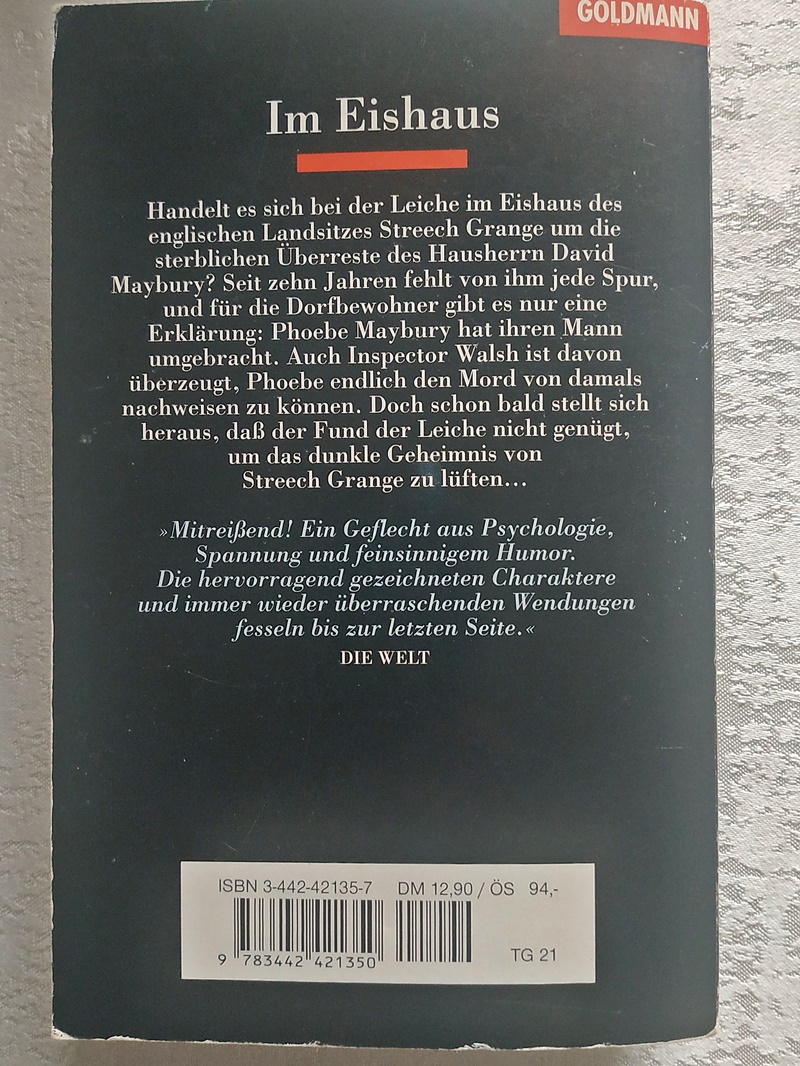 GOLDMANN
Im Eishaus
Handelt es sich bei der Leiche im Eishaus des
englischen Landsitzes Streech Grange um die
sterblichen Überreste des Hausherrn David
Maybury? Seit zehn Jahren fehlt von ihm jede Spur,
und für die Dorfbewohner gibt es nur eine
Erklärung: Phoebe Maybury hat ihren Mann
umgebracht. Auch Inspector Walsh ist davon
überzeugt, Phoebe endlich den Mord von damals
nachweisen zu können. Doch schon bald stellt sich
heraus, daß der Fund der Leiche nicht genügt,
um das dunkle Geheimnis von
Streech Grange zu lüften...
»Mitreißend! Ein Geflecht aus Psychologie,
Spannung und feinsinnigem Humor.
Die hervorragend gezeichneten Charaktere
und immer wieder überraschenden Wendungen
fesseln bis zur letzten Seite.«
DIE WELT
ISBN 3-442-42135-7 DM 12,90 / ÖS 94,-
9 783442 421350
TG 21